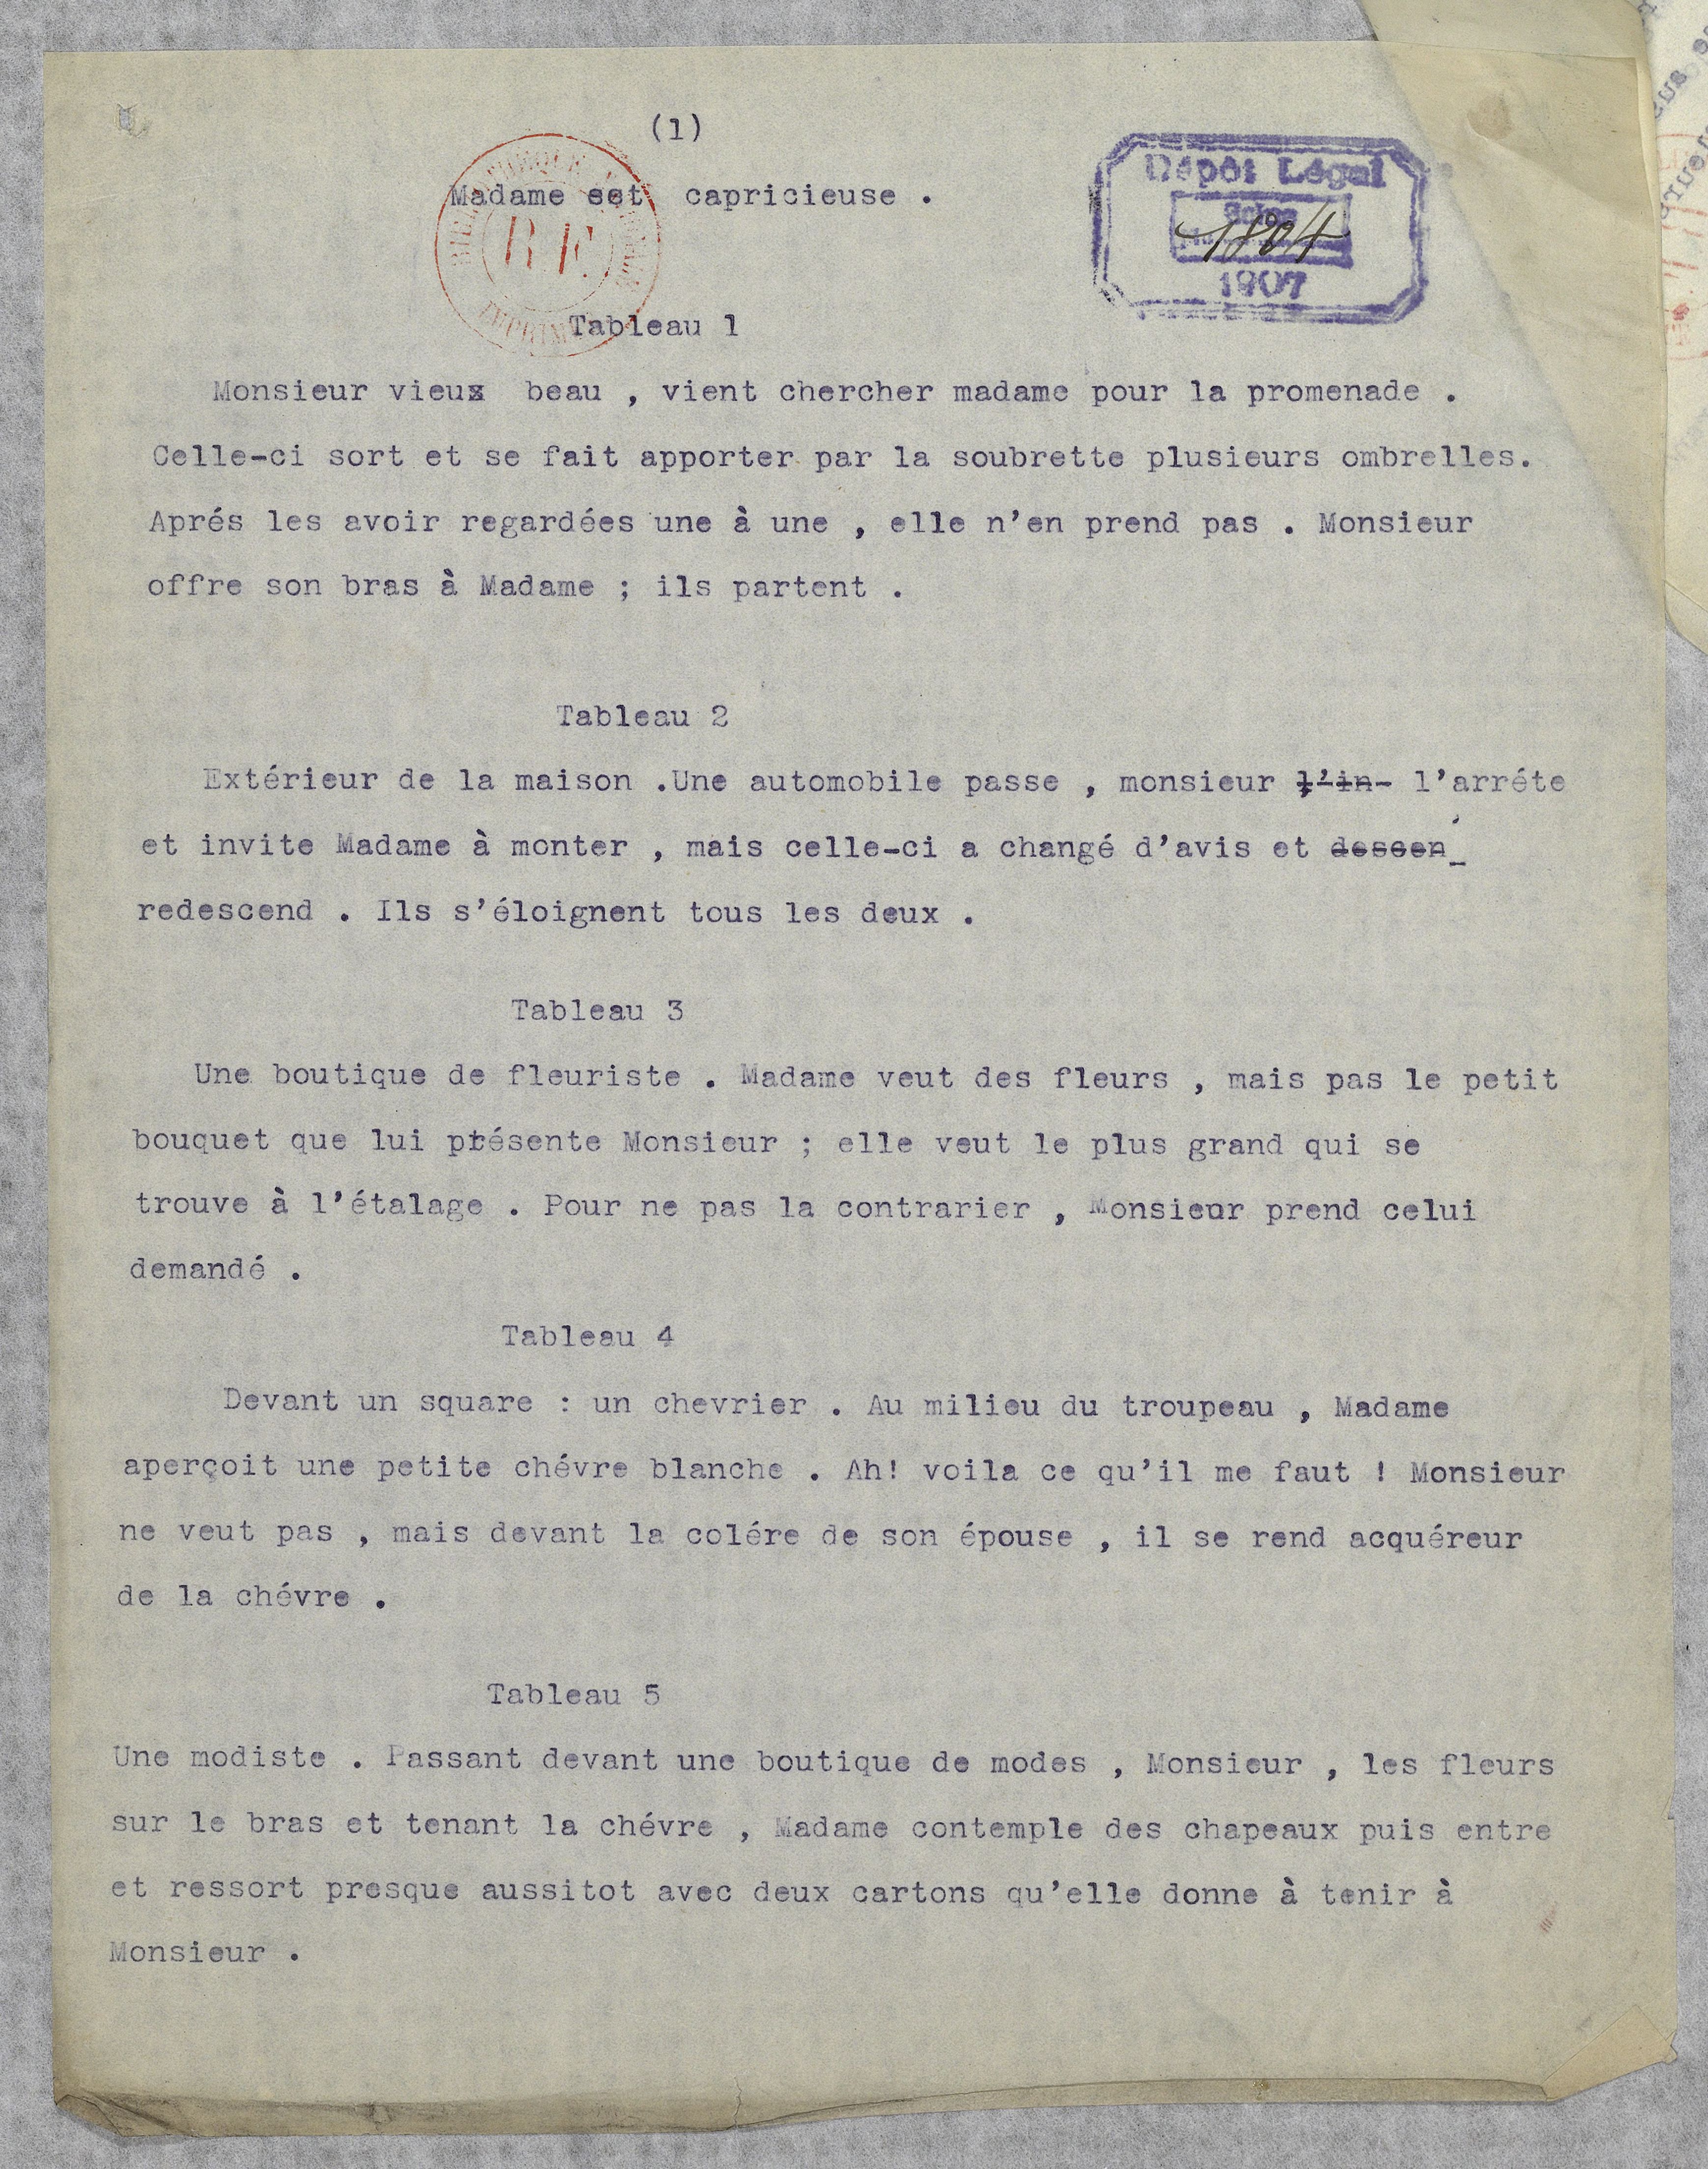 (1)
Madame est capricieuse .
Dépôt Légal
Seine
1804
1907
R.F.
Tableau 1
Monsieur vieux beau , vient chercher madame pour la promenade .
Celle-ci sort et se fait apporter par la soubrette plusieurs ombrelles.
Aprés les avoir regardées une à une , elle n'en prend pas . Monsieur
offre son bras à Madame ; ils partent .
Tableau 2
Extérieur de la maison .Une automobile passe , monsieur l'in- l'arréte
et invite Madame à monter , mais celle-ci a changé d'avis et dessen_
redescend . Ils s'éloignent tous les deux .
Tableau 3
Une boutique de fleuriste . Madame veut des fleurs , mais pas le petit
bouquet que lui présente Monsieur ; elle veut le plus grand qui se
trouve à l'étalage . Pour ne pas la contrarier , Monsieur prend celui
demandé .
Tableau 4
Devant un square : un chevrier . Au milieu du troupeau , Madame
aperçoit une petite chévre blanche . Ah! voila ce qu'il me faut ! Monsieur
ne veut pas , mais devant la colére de son épouse , il se rend acquéreur
de la chévre .
Tableau 5
Une modiste . Passant devant une boutique de modes , Monsieur , les fleurs
sur le bras et tenant la chévre , Madame contemple des chapeaux puis entre
et ressort presque aussitot avec deux cartons qu'elle donne à tenir à
Monsieur .